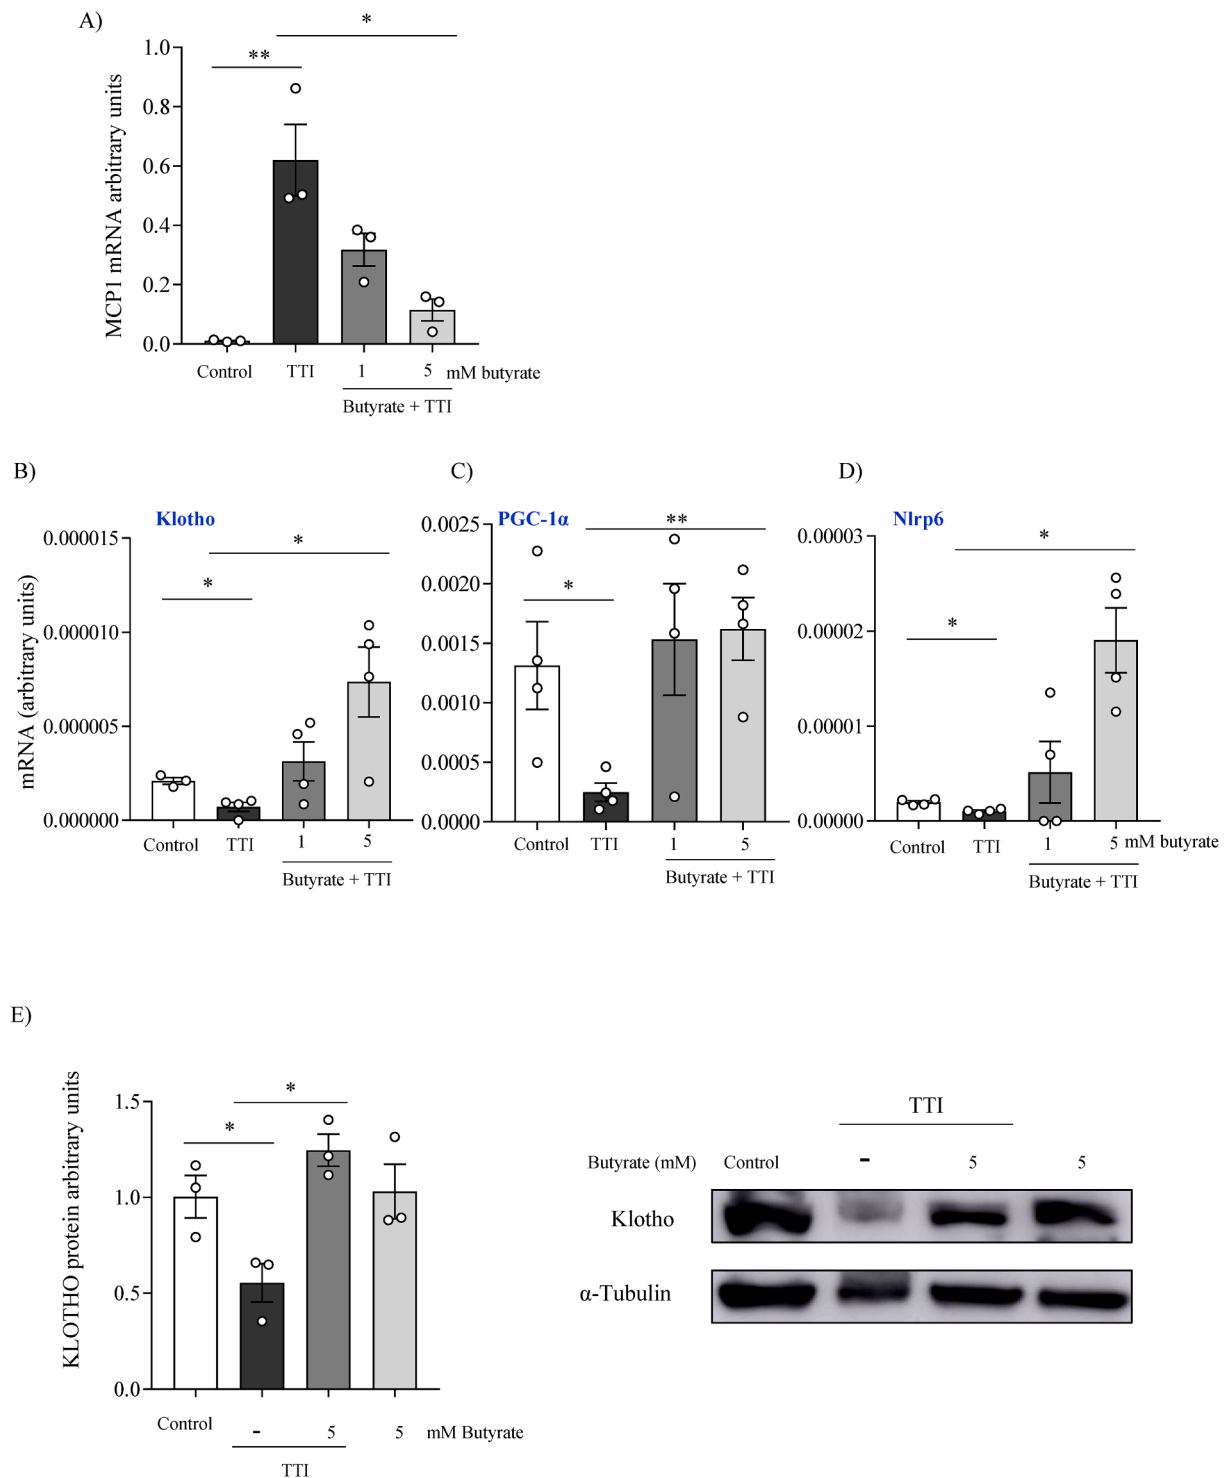 A)
*
**
MCP1 mRNA arbitrary units
1.0
0.8
0.6
0.4
0.2
0.0
Control TTI 1 5 mM butyrate
Butyrate + TTI
B)
Klotho
*
*
mRNA (arbitrary units)
0.000015
0.000010
0.000005
0.000000
Control TTI 1 5
Butyrate + TTI
C)
PGC-1α
**
*
0.0025
0.0020
0.0015
0.0010
0.0005
0.0000
Control TTI 1 5
Butyrate + TTI
D)
Nlrp6
*
*
0.00003
0.00002
0.00001
0.00000
Control TTI 1 5 mM butyrate
Butyrate + TTI
E)
*
*
KLOTHO protein arbitrary units
1.5
1.0
0.5
0.0
Control - 5 5 mM Butyrate
TTI
TTI
Butyrate (mM) Control - 5 5
Klotho
α-Tubulin